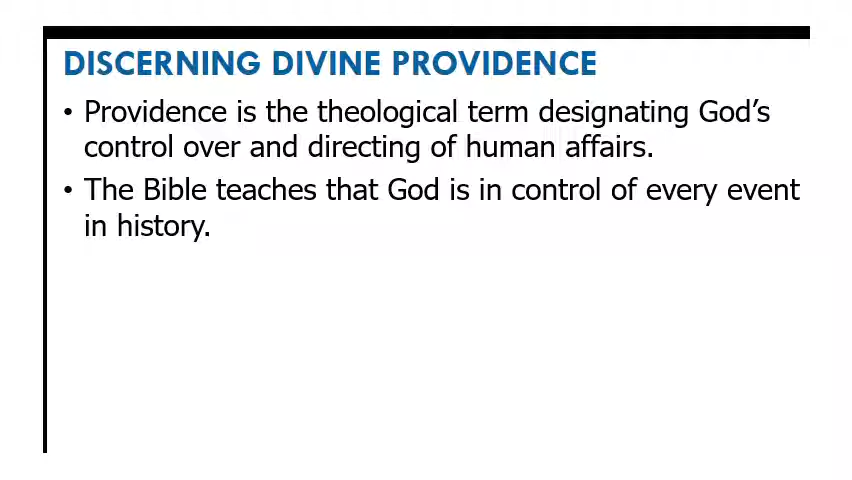 DISCERNING DIVINE PROVIDENCE
• Providence is the theological term designating God’s
control over and directing of human affairs.
• The Bible teaches that God is in control of every event
in history.